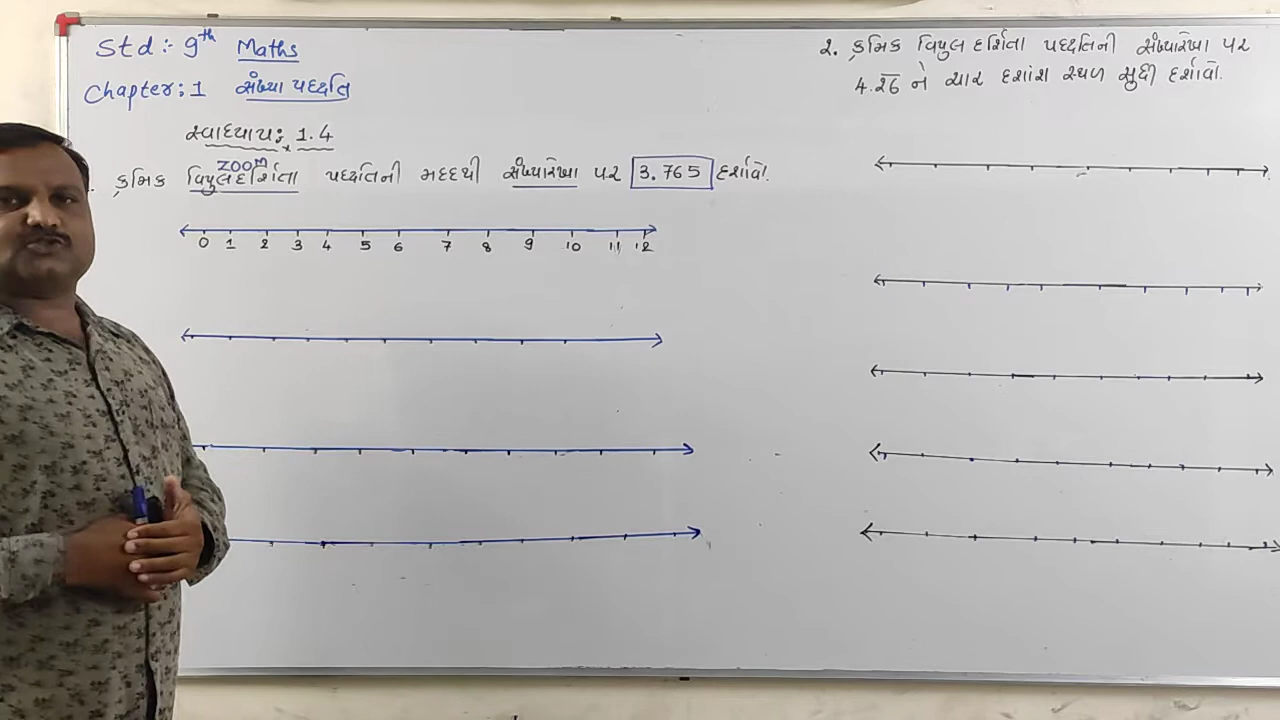 Std :- 9th Maths
Chapter : 1 સંખ્યા પદ્ધતિ
સ્વાધ્યાય : 1.4
ZOOM
ક્રમિક વિપુલદર્શિતા પદ્ધતિની મદદથી સંખ્યારેખા પર 3.765 દર્શાવો.
0 1 2 3 4 5 6 7 8 9 10 11 12
2. ક્રમિક વિપુલ દર્શિતા પદ્ધતિની સંખ્યારેખા પર
4.2̅6̅ ને ચાર દશાંશ સ્થળ સુધી દર્શાવો.